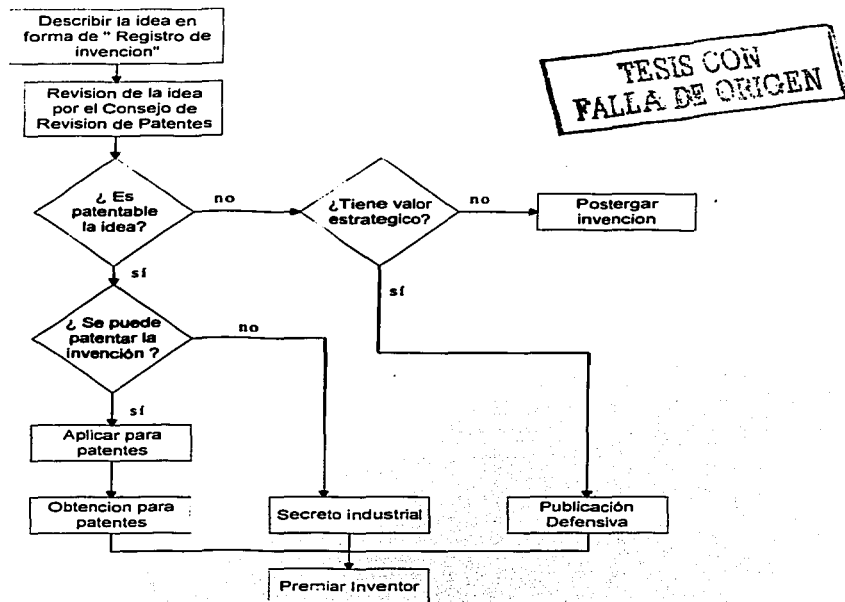 Describir la idea en
forma de " Registro de
invencion"
TESIS CON
FALLA DE ORIGEN
Revision de la idea
por el Consejo de
Revision de Patentes
¿ Es
patentable
la idea?
no
¿Tiene valor
estrategico?
no
Postergar
invencion
sí
sí
¿ Se puede
patentar la
invención ?
no
sí
Aplicar para
patentes
Obtencion para
patentes
Secreto industrial
Publicación
Defensiva
Premiar Inventor